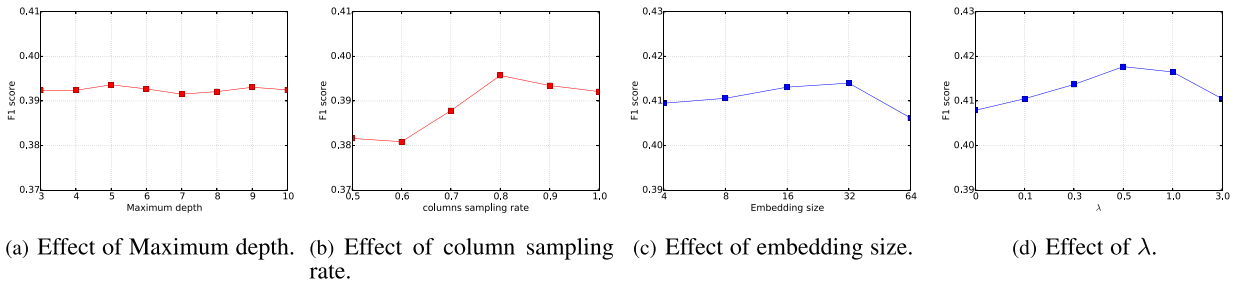 0.41
0.40
0.39
0.38
0.37
F1 score
3 4 5 6 7 8 9 10
Maximum depth
(a) Effect of Maximum depth.
0.41
0.40
0.39
0.38
0.37
F1 score
0.5 0.6 0.7 0.8 0.9 1.0
columns sampling rate
(b) Effect of column sampling
rate.
0.43
0.42
0.41
0.40
0.39
F1 score
4 8 16 32 64
Embedding size
(c) Effect of embedding size.
0.43
0.42
0.41
0.40
0.39
F1 score
0 0.1 0.3 0.5 1.0 3.0
λ
(d) Effect of λ.